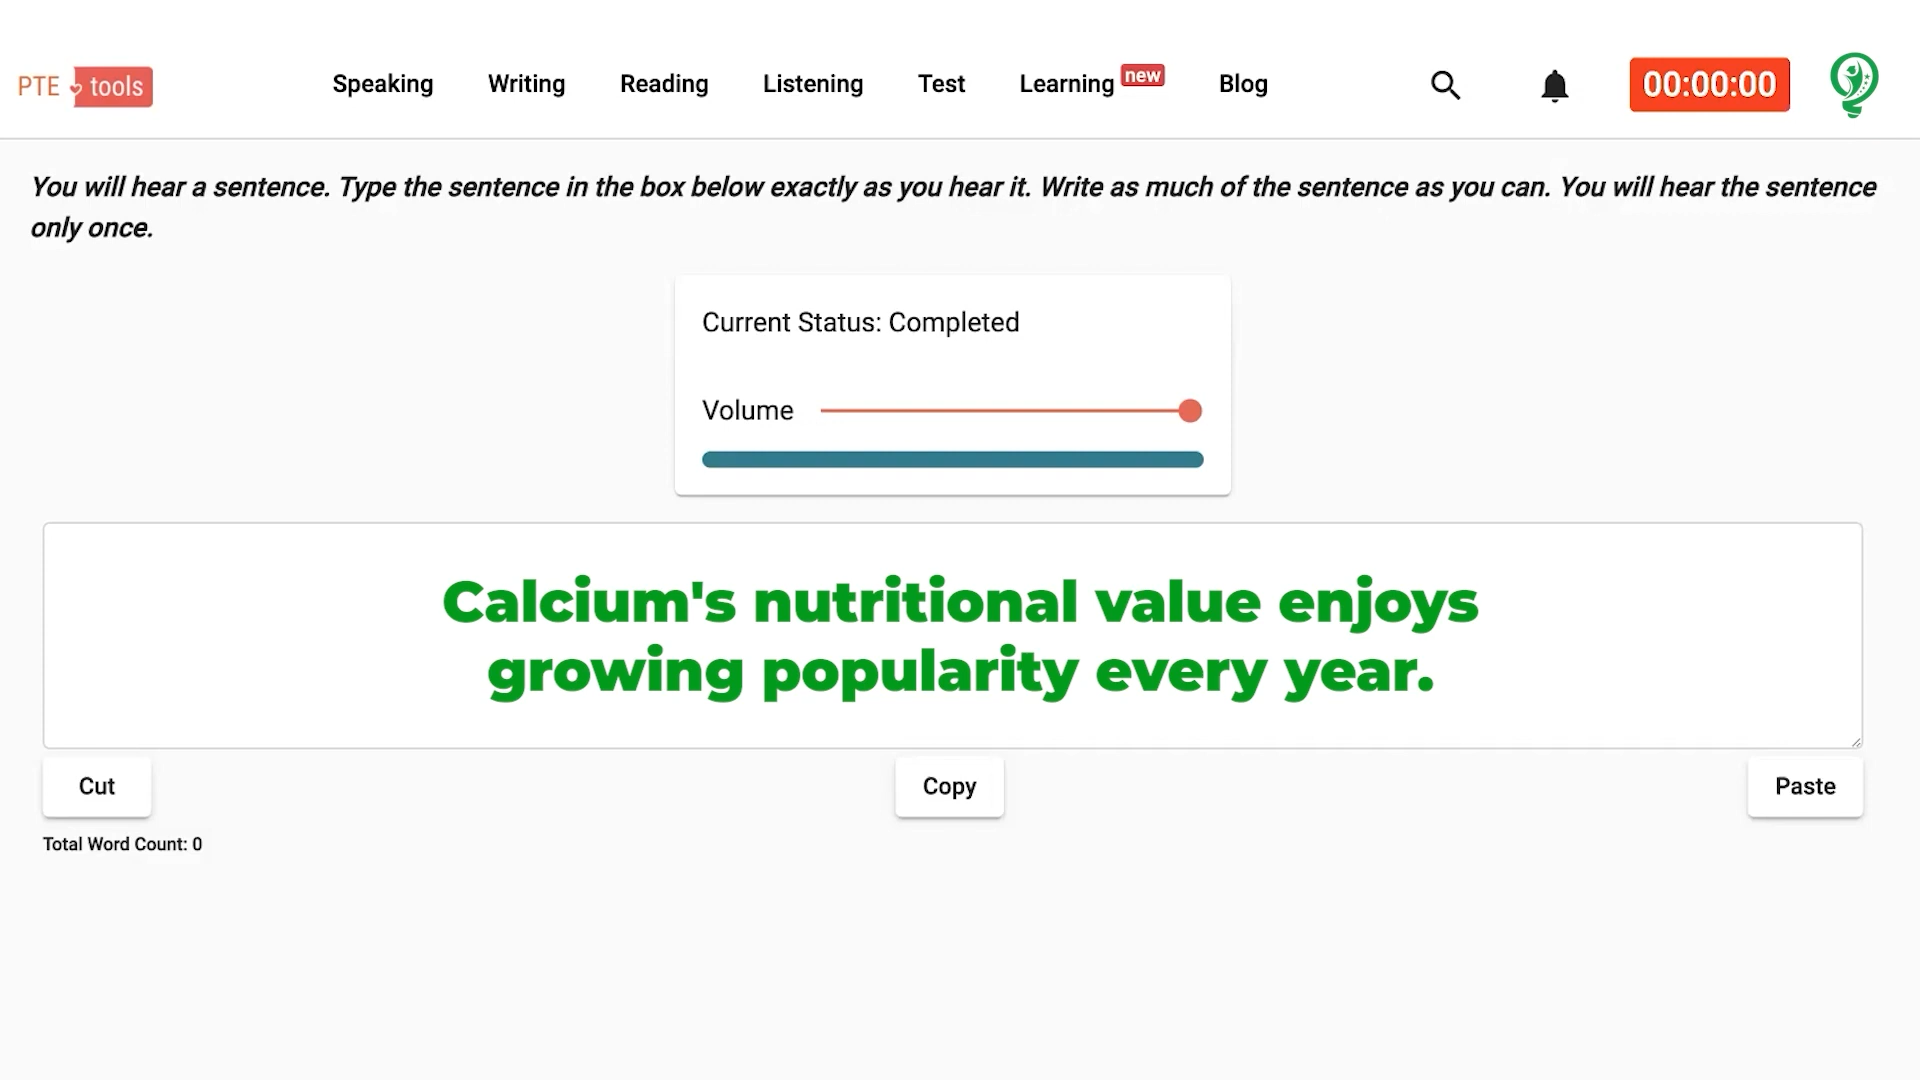 PTE tools
Speaking Writing Reading Listening Test Learning new Blog
00:00:00
You will hear a sentence. Type the sentence in the box below exactly as you hear it. Write as much of the sentence as you can. You will hear the sentence
only once.
Current Status: Completed
Volume
Calcium's nutritional value enjoys
growing popularity every year.
Cut Copy Paste
Total Word Count: 0